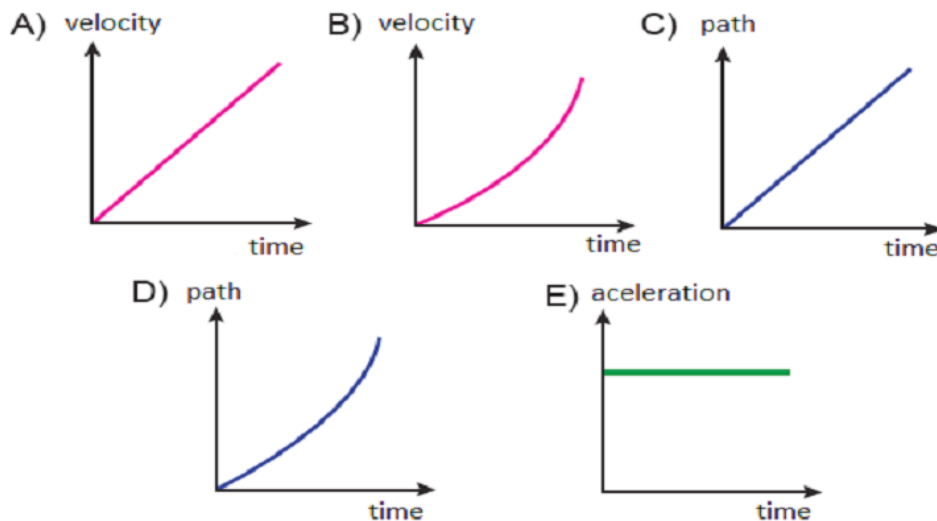 A) velocity
time
B) velocity
time
C) path
time
D) path
time
E) aceleration
time